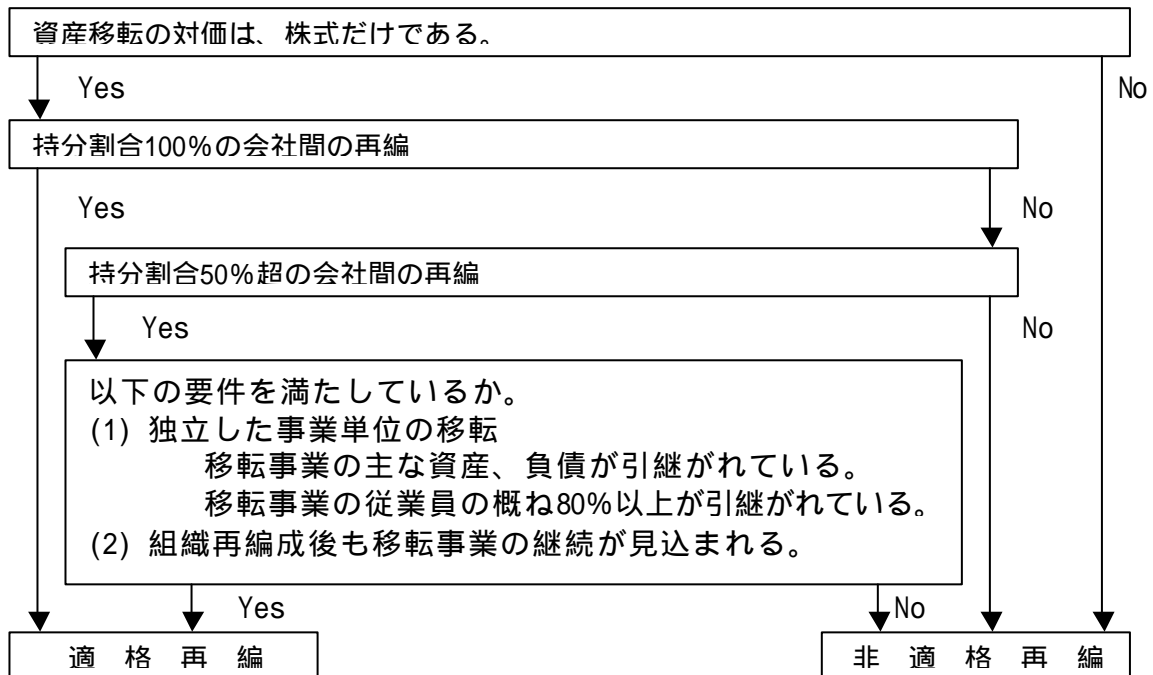 資産移転の対価は、株式だけである。
Yes
No
持分割合100%の会社間の再編
Yes
No
持分割合50%超の会社間の再編
Yes
No
以下の要件を満たしているか。
(1) 独立した事業単位の移転
移転事業の主な資産、負債が引継がれている。
移転事業の従業員の概ね80%以上が引継がれている。
(2) 組織再編成後も移転事業の継続が見込まれる。
Yes
No
適 格 再 編
非 適 格 再 編